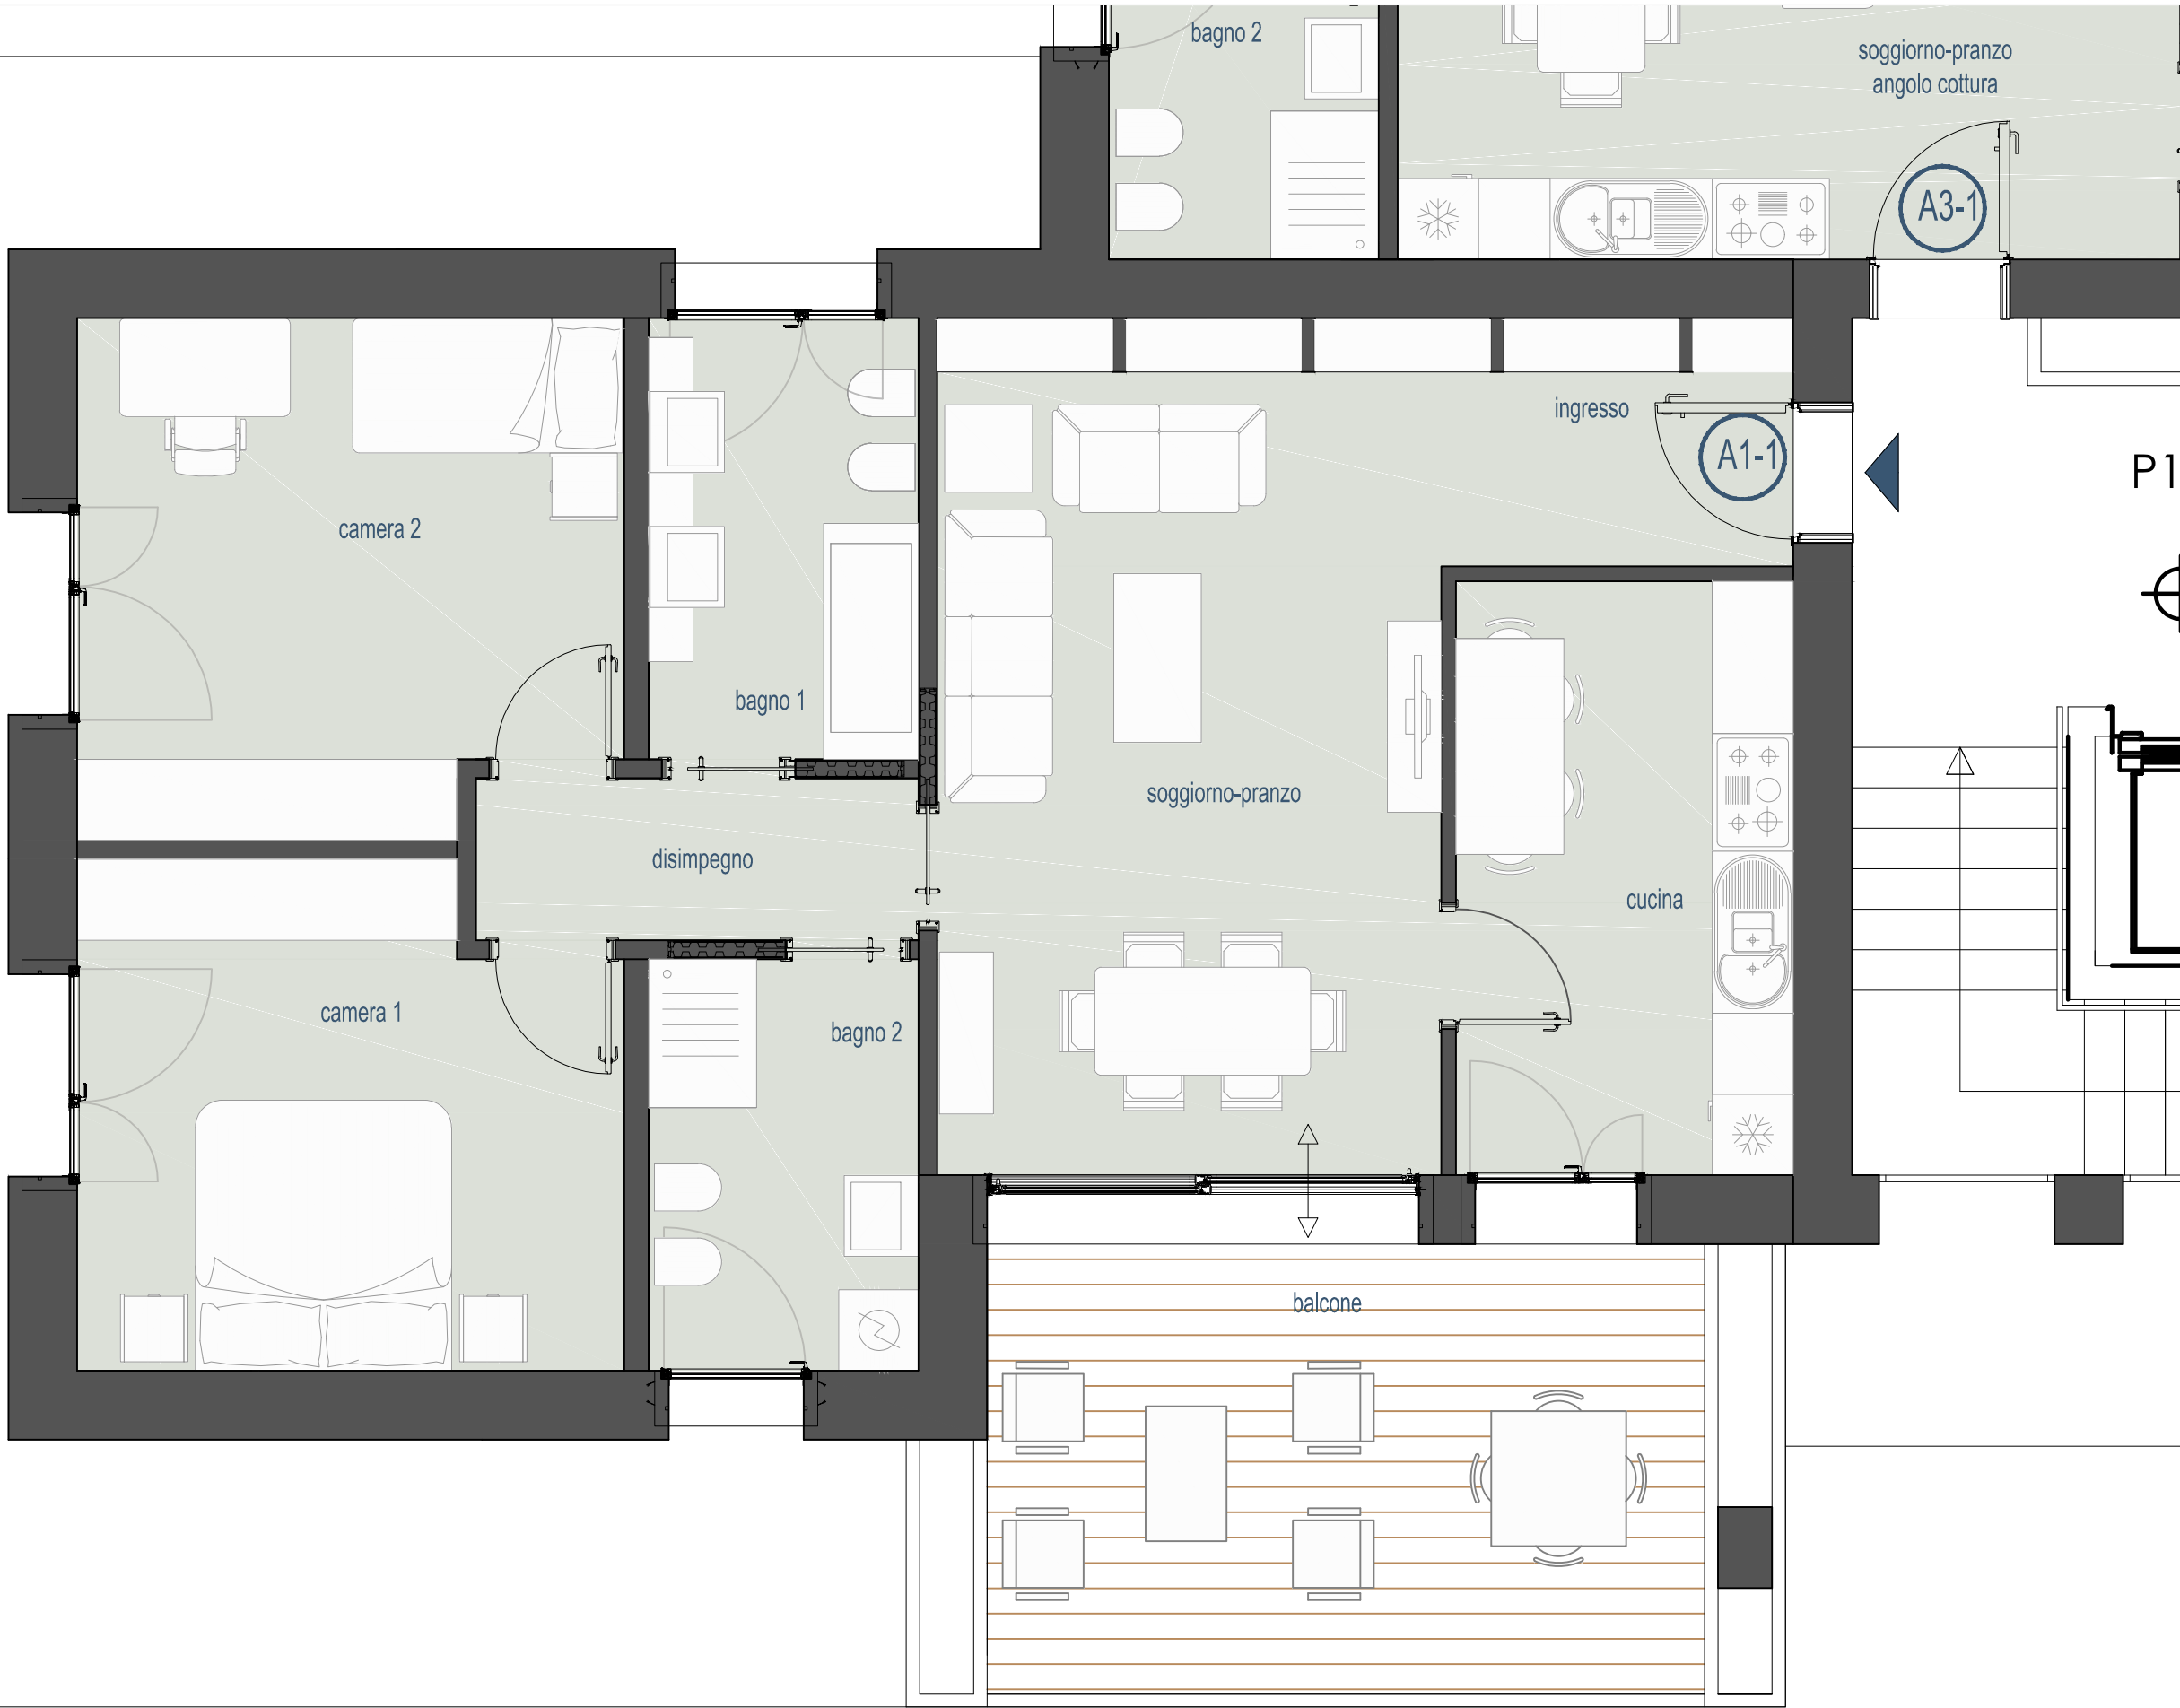 bagno 2
soggiorno-pranzo
angolo cottura
A3-1
ingresso
A1-1
P1
camera 2
bagno 1
soggiorno-pranzo
disimpegno
cucina
camera 1
bagno 2
balcone